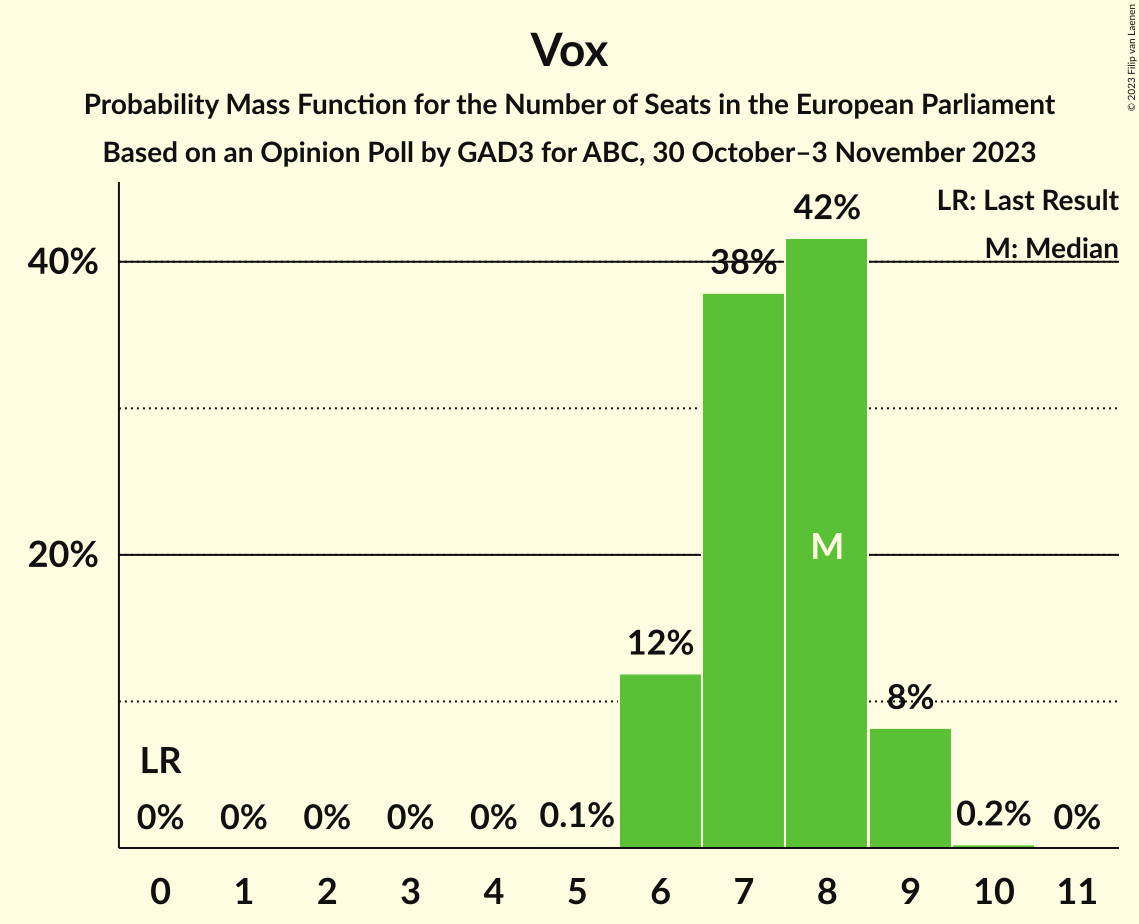 Vox
Probability Mass Function for the Number of Seats in the European Parliament
Based on an Opinion Poll by GAD3 for ABC, 30 October–3 November 2023
© 2023 Filip van Laenen
LR: Last Result
M: Median
42%
40%
38%
20%
M
12%
8%
LR
0%
0%
0%
0%
0%
0.1%
0.2%
0%
0 1 2 3 4 5 6 7 8 9 10 11